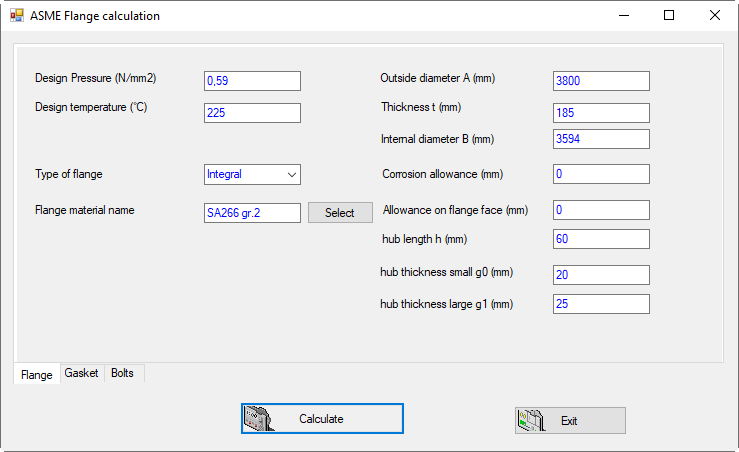 ASME Flange calculation
Design Pressure (N/mm2) 0,59 Outside diameter A (mm) 3800
Design temperature (°C) 225 Thickness t (mm) 185
Internal diameter B (mm) 3594
Type of flange Integral Corrosion allowance (mm) 0
Flange material name SA266 gr.2 Select Allowance on flange face (mm) 0
hub length h (mm) 60
hub thickness small g0 (mm) 20
hub thickness large g1 (mm) 25
Flange Gasket Bolts
Calculate Exit